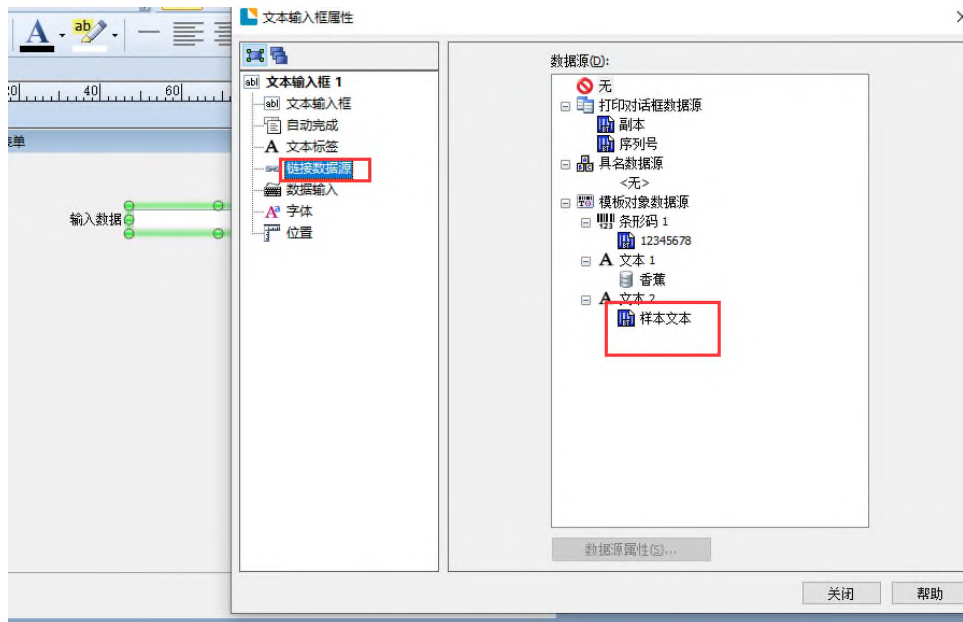 文本输入框属性
A
ab
40
60
输入数据
abl 文本输入框 1
abl 文本输入框
自动完成
A 文本标签
链接数据源
数据输入
Aa 字体
位置
数据源(D):
无
打印对话框数据源
副本
序列号
具名数据源
<无>
模板对象数据源
条形码 1
12345678
A 文本 1
香蕉
A 文本 2
样本文本
数据源属性(S)...
关闭
帮助